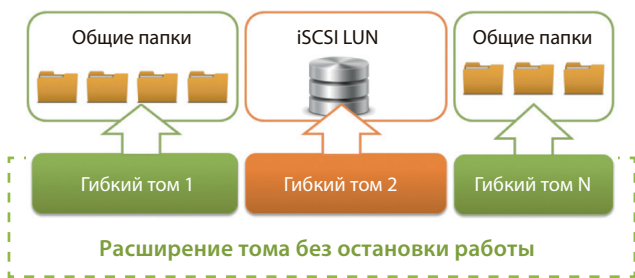 Общие папки
iSCSI LUN
Общие папки
Гибкий том 1
Гибкий том 2
Гибкий том N
Расширение тома без остановки работы